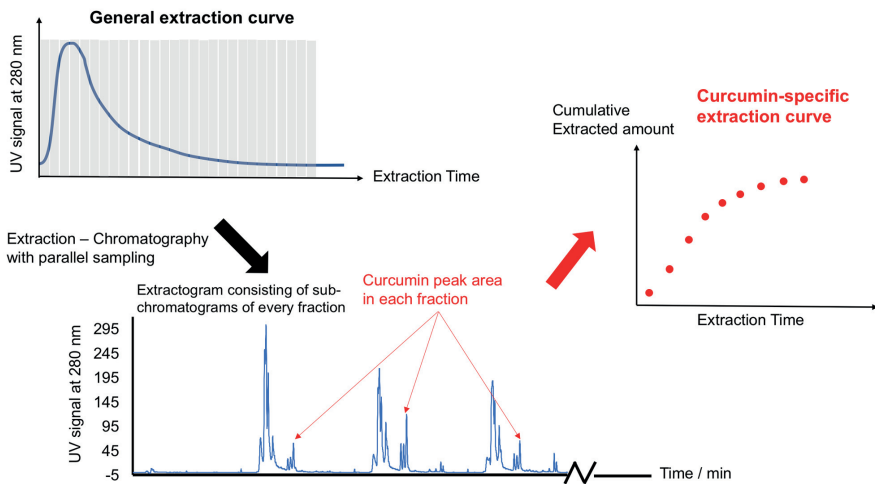 General extraction curve
UV signal at 280 nm
Extraction Time
Extraction – Chromatography
with parallel sampling
Extractogram consisting of sub-
chromatograms of every fraction
Curcumin peak area
in each fraction
UV signal at 280 nm
295
245
195
145
95
45
-5
Time / min
Cumulative
Extracted amount
Curcumin-specific
extraction curve
Extraction Time